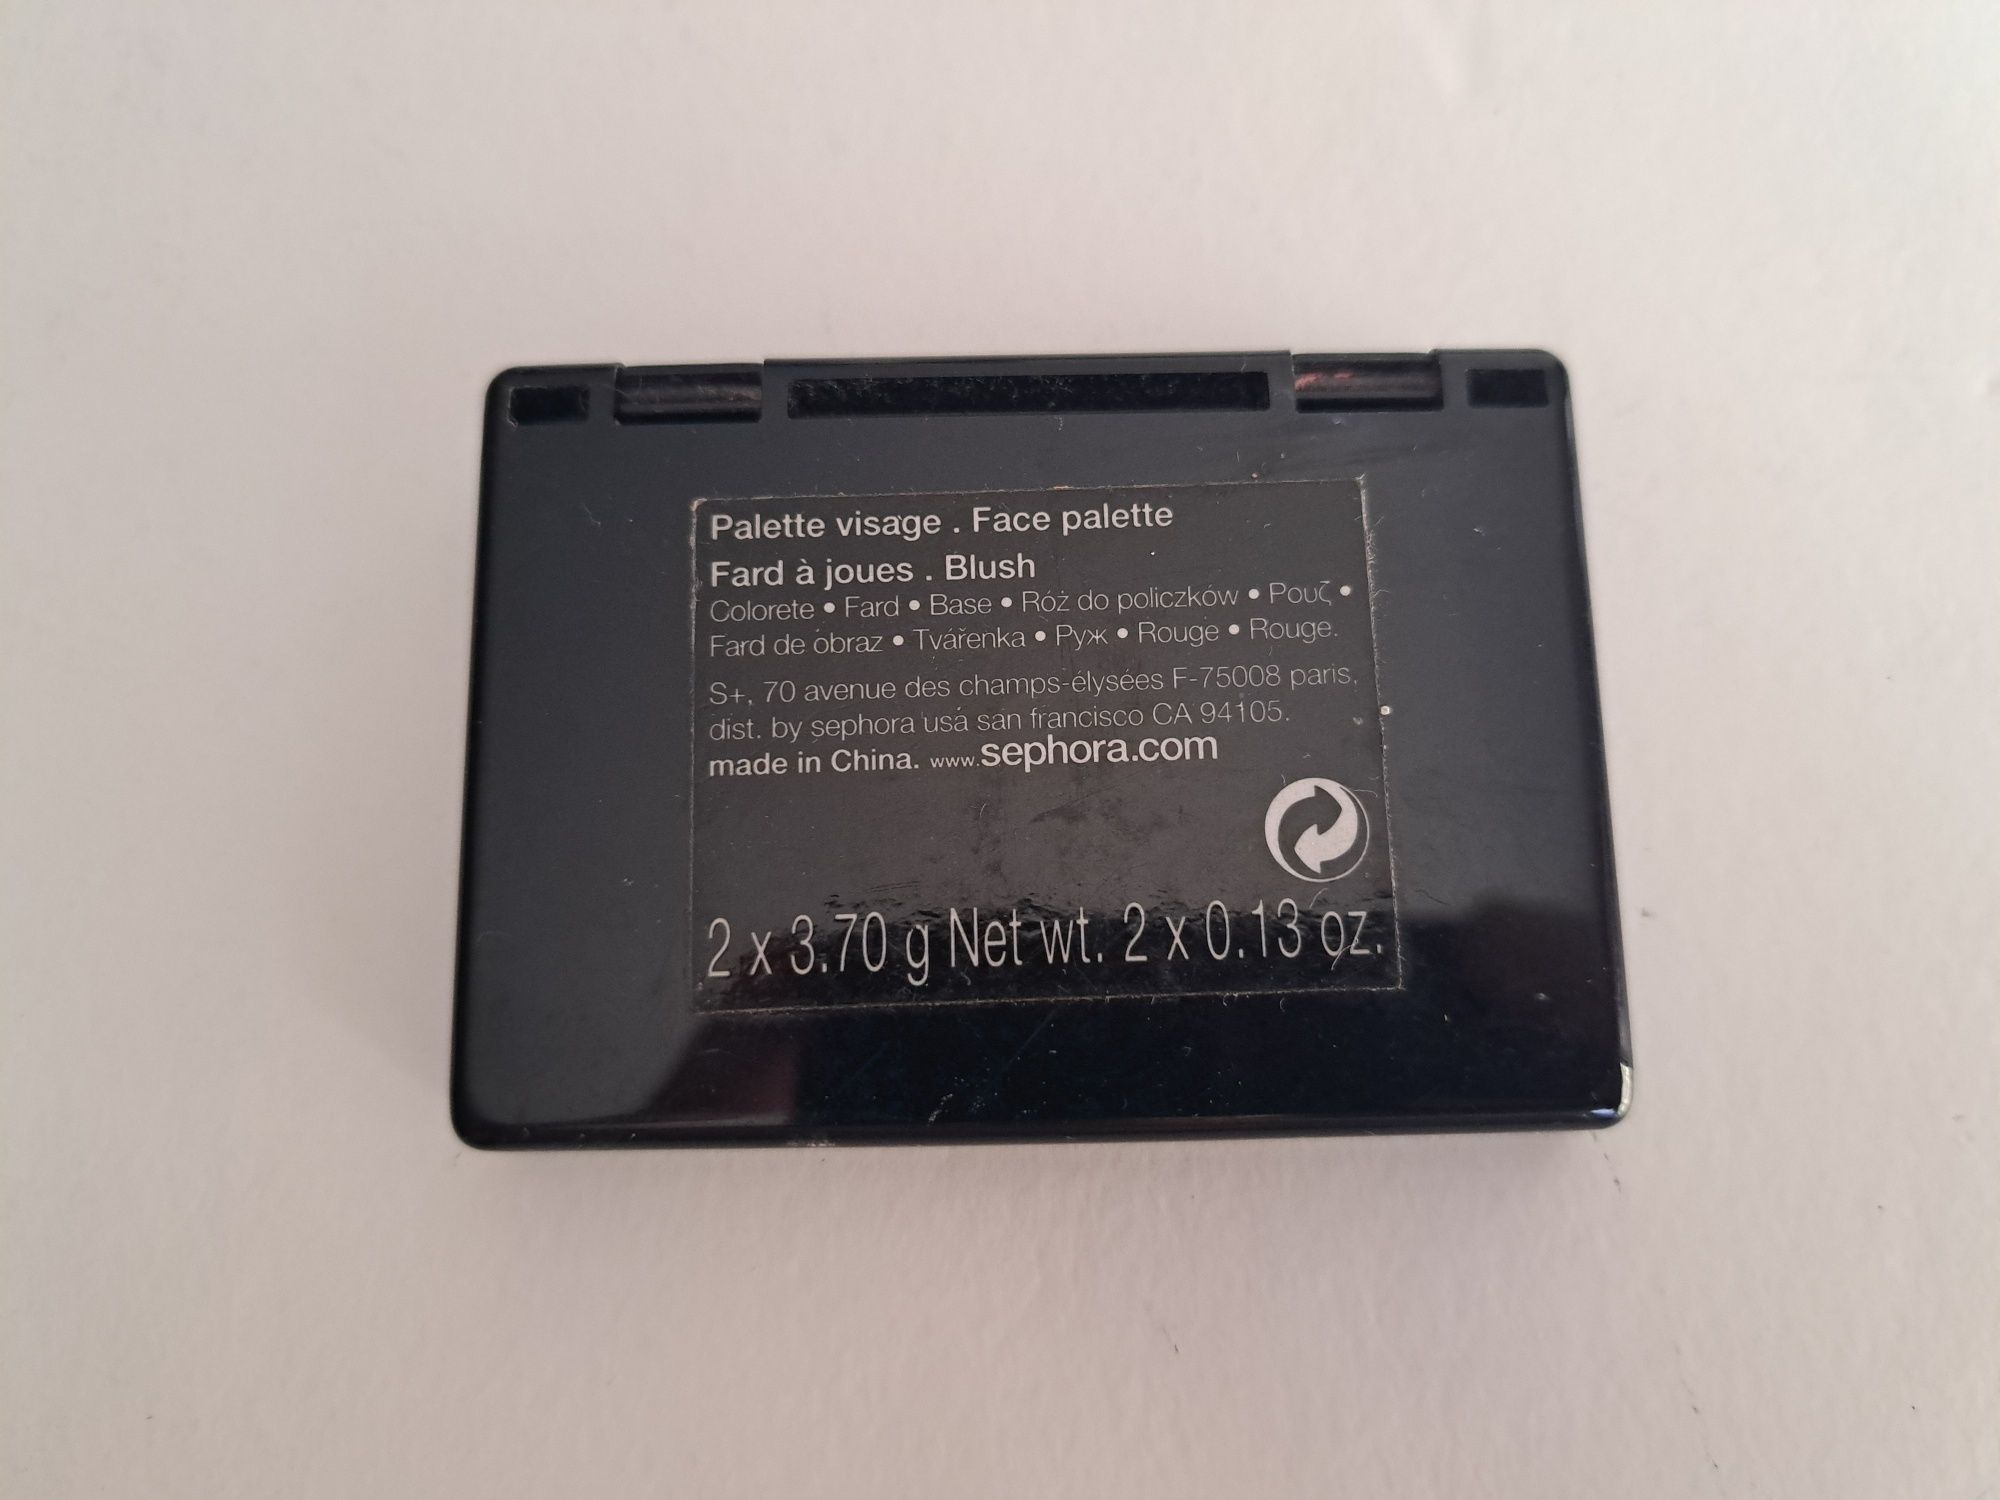 Palette visage . Face palette
Fard à joues . Blush
Colorete • Fard • Base • Róż do policzków • Ρουζ •
Fard de obraz • Tvářenka • Руж • Rouge • Rouge.
S+, 70 avenue des champs-élysées F-75008 paris,
dist. by sephora usa san francisco CA 94105.
made in China. www.sephora.com
2 x 3.70 g Net wt. 2 x 0.13 oz.